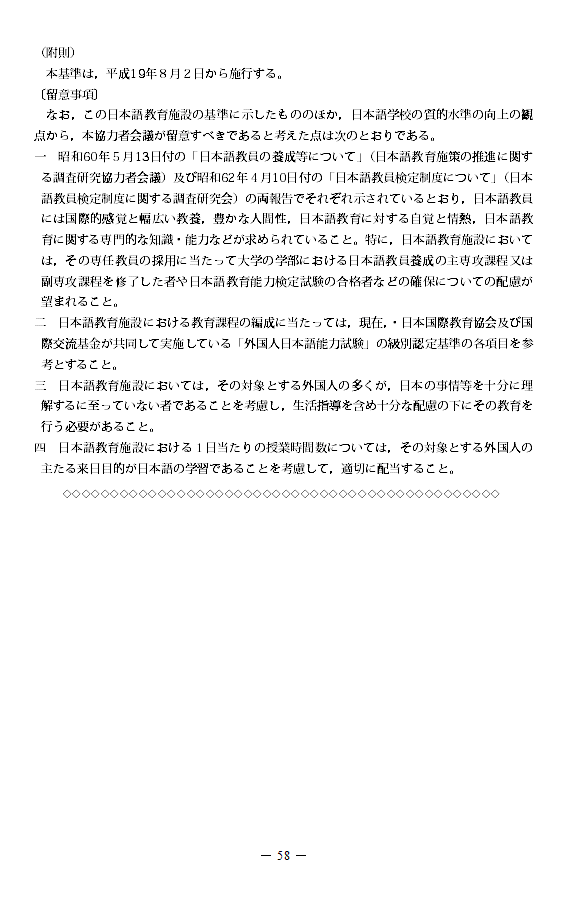 （附則）
本基準は，平成19年８月２日から施行する。
〔留意事項〕
なお，この日本語教育施設の基準に示したもののほか，日本語学校の質的水準の向上の観
点から，本協力者会議が留意すべきであると考えた点は次のとおりである。
一　昭和60年５月13日付の「日本語教員の養成等について」（日本語教育施策の推進に関す
る調査研究協力者会議）及び昭和62年４月10日付の「日本語教員検定制度について」（日本
語教員検定制度に関する調査研究会）の両報告でそれぞれ示されているとおり，日本語教員
には国際的感覚と幅広い教養，豊かな人間性，日本語教育に対する自覚と情熱，日本語教
育に関する専門的な知識・能力などが求められていること。特に，日本語教育施設において
は，その専任教員の採用に当たって大学の学部における日本語教員養成の主専攻課程又は
副専攻課程を修了した者や日本語教育能力検定試験の合格者などの確保についての配慮が
望まれること。
二　日本語教育施設における教育課程の編成に当たっては，現在，・日本国際教育協会及び国
際交流基金が共同して実施している「外国人日本語能力試験」の級別認定基準の各項目を参
考とすること。
三　日本語教育施設においては，その対象とする外国人の多くが，日本の事情等を十分に理
解するに至っていない者であることを考慮し，生活指導を含め十分な配慮の下にその教育を
行う必要があること。
四　日本語教育施設における１日当たりの授業時間数については，その対象とする外国人の
主たる来日目的が日本語の学習であることを考慮して，適切に配当すること。
◇◇◇◇◇◇◇◇◇◇◇◇◇◇◇◇◇◇◇◇◇◇◇◇◇◇◇◇◇◇◇◇◇◇◇◇◇◇◇◇◇◇◇◇◇◇
— 58 —